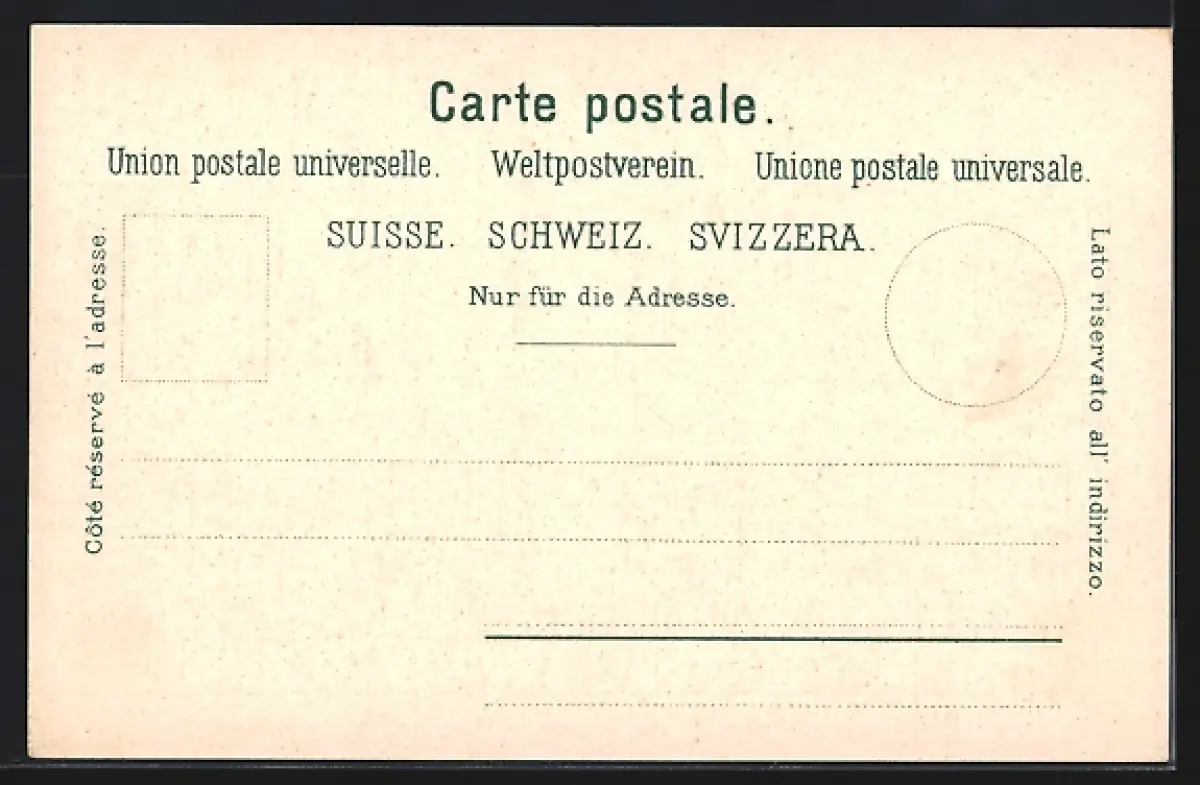 Carte postale.
Union postale universelle. Weltpostverein. Unione postale universale.
SUISSE. SCHWEIZ. SVIZZERA.
Nur für die Adresse.
Côté réservé à l'adresse.
Lato riservato all' indirizzo.